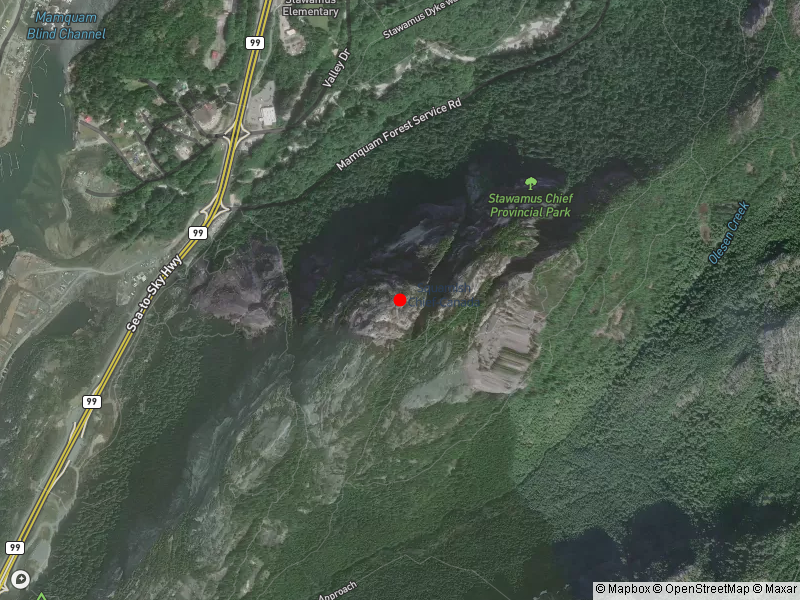 Stawamus
Elementary
Mamquam
Blind Channel
99
Valley Dr
Stawamus Dyke
Mamquam Forest Service Rd
Stawamus Chief
Provincial Park
Olesen Creek
99
Sea-to-Sky Hwy
99
99
Approach
© Mapbox © OpenStreetMap © Maxar